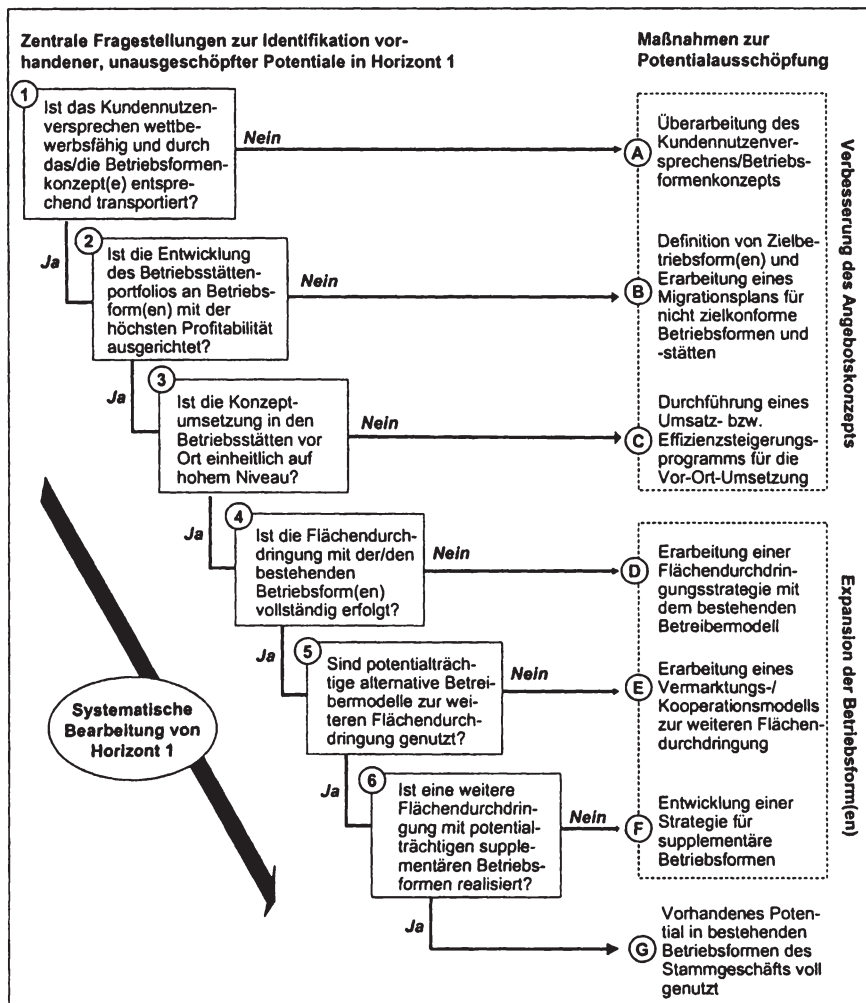 Zentrale Fragestellungen zur Identifikation vor-
handener, unausgeschöpfter Potentiale in Horizont 1
Maßnahmen zur
Potentialausschöpfung
1
Ist das Kundennutzen-
versprechen wettbe-
werbsfähig und durch
das/die Betriebsformen-
konzept(e) entspre-
chend transportiert?
Nein
A
Überarbeitung des
Kundennutzenver-
sprechens/Betriebs-
formenkonzepts
Ja
2
Ist die Entwicklung
des Betriebsstätten-
portfolios an Betriebs-
form(en) mit der
höchsten Profitabilität
ausgerichtet?
Nein
B
Definition von Zielbe-
triebsform(en) und
Erarbeitung eines
Migrationsplans für
nicht zielkonforme
Betriebsformen und
-stätten
Ja
3
Ist die Konzept-
umsetzung in den
Betriebsstätten vor
Ort einheitlich auf
hohem Niveau?
Nein
C
Durchführung eines
Umsatz- bzw.
Effizienzsteigerungs-
programms für die
Vor-Ort-Umsetzung
Verbesserung des Angebotskonzepts
Ja
4
Ist die Flächendurch-
dringung mit der/den
bestehenden
Betriebsform(en)
vollständig erfolgt?
Nein
D
Erarbeitung einer
Flächendurchdrin-
gungsstrategie mit
dem bestehenden
Betreibermodell
Ja
5
Sind potentialträch-
tige alternative Betrei-
bermodelle zur wei-
teren Flächendurch-
dringung genutzt?
Nein
E
Erarbeitung eines
Vermarktungs-/
Kooperationsmodells
zur weiteren Flächen-
durchdringung
Ja
6
Ist eine weitere
Flächendurchdrin-
gung mit potential-
trächtigen supple-
mentären Betriebs-
formen realisiert?
Nein
F
Entwicklung einer
Strategie für
supplementäre
Betriebsformen
Expansion der Betriebsform(en)
Ja
G
Vorhandenes Poten-
tial in bestehenden
Betriebsformen des
Stammgeschäfts voll
genutzt
Systematische
Bearbeitung von
Horizont 1